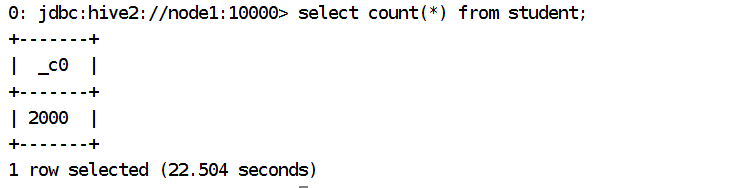 0: jdbc:hive2://node1:10000> select count(*) from student;
+-------+
|  _c0  |
+-------+
| 2000  |
+-------+
1 row selected (22.504 seconds)